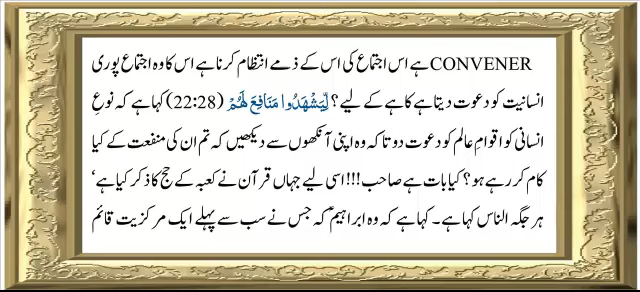 CONVENER ہے اس اجتماع کی اس کے ذمے انتظام کرنا ہے اس کا وہ اجتماع پوری
انسانیت کو دعوت دیتا ہے کاہے کے لیے؟ لِّيَشْهَدُوا مَنَافِعَ لَهُمْ (22:28) کہا ہے کہ نوعِ
انسانی کو اقوامِ عالم کو دعوت دو تاکہ وہ اپنی آنکھوں سے دیکھیں کہ تم ان کی منفعت کے کیا
کام کر رہے ہو؟ کیا بات ہے صاحب!!! اسی لیے جہاں قرآن نے کعبہ کے حج کا ذکر کیا ہے‘
ہر جگہ الناس کہا ہے۔ کہا ہے کہ وہ ابراہیمؑ کہ جس نے سب سے پہلے ایک مرکزیت قائم